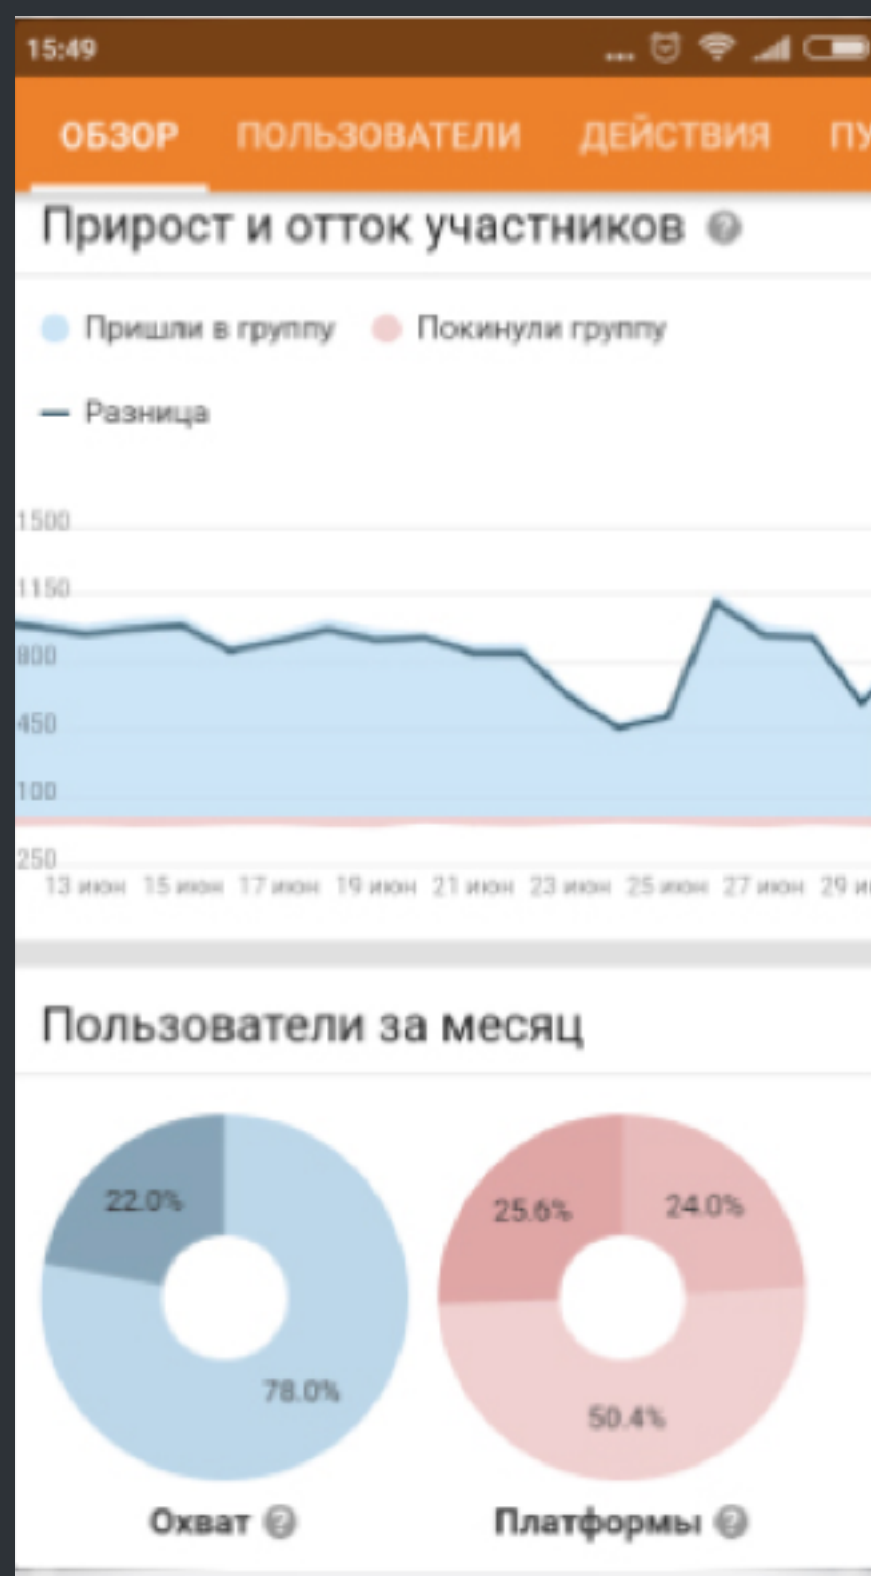 15:49
ОБЗОР ПОЛЬЗОВАТЕЛИ ДЕЙСТВИЯ ПУ
Прирост и отток участников ?
Пришли в группу Покинули группу
Разница
1500
1150
800
450
100
250
13 июн 15 июн 17 июн 19 июн 21 июн 23 июн 25 июн 27 июн 29 и
Пользователи за месяц
22.0% 25.6% 24.0%
78.0% 50.4%
Охват ? Платформы ?